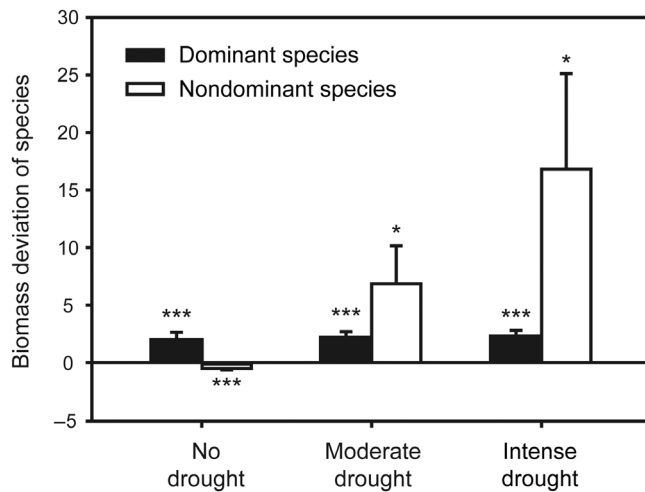 30
25
20
15
10
5
0
–5
Biomass deviation of species
Dominant species
Nondominant species
***
***
***
*
***
*
No
drought
Moderate
drought
Intense
drought